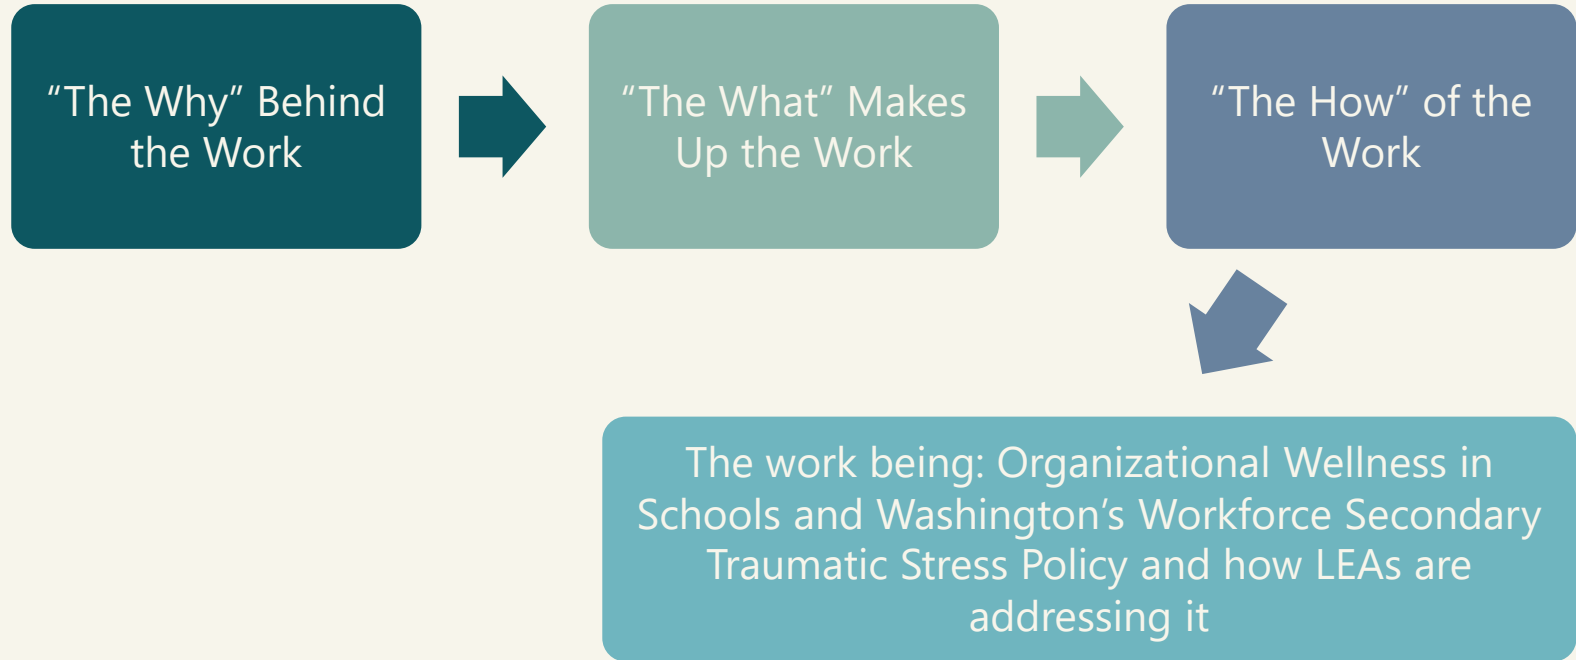 “The Why” Behind
the Work
“The What” Makes
Up the Work
“The How” of the
Work
The work being: Organizational Wellness in
Schools and Washington’s Workforce Secondary
Traumatic Stress Policy and how LEAs are
addressing it